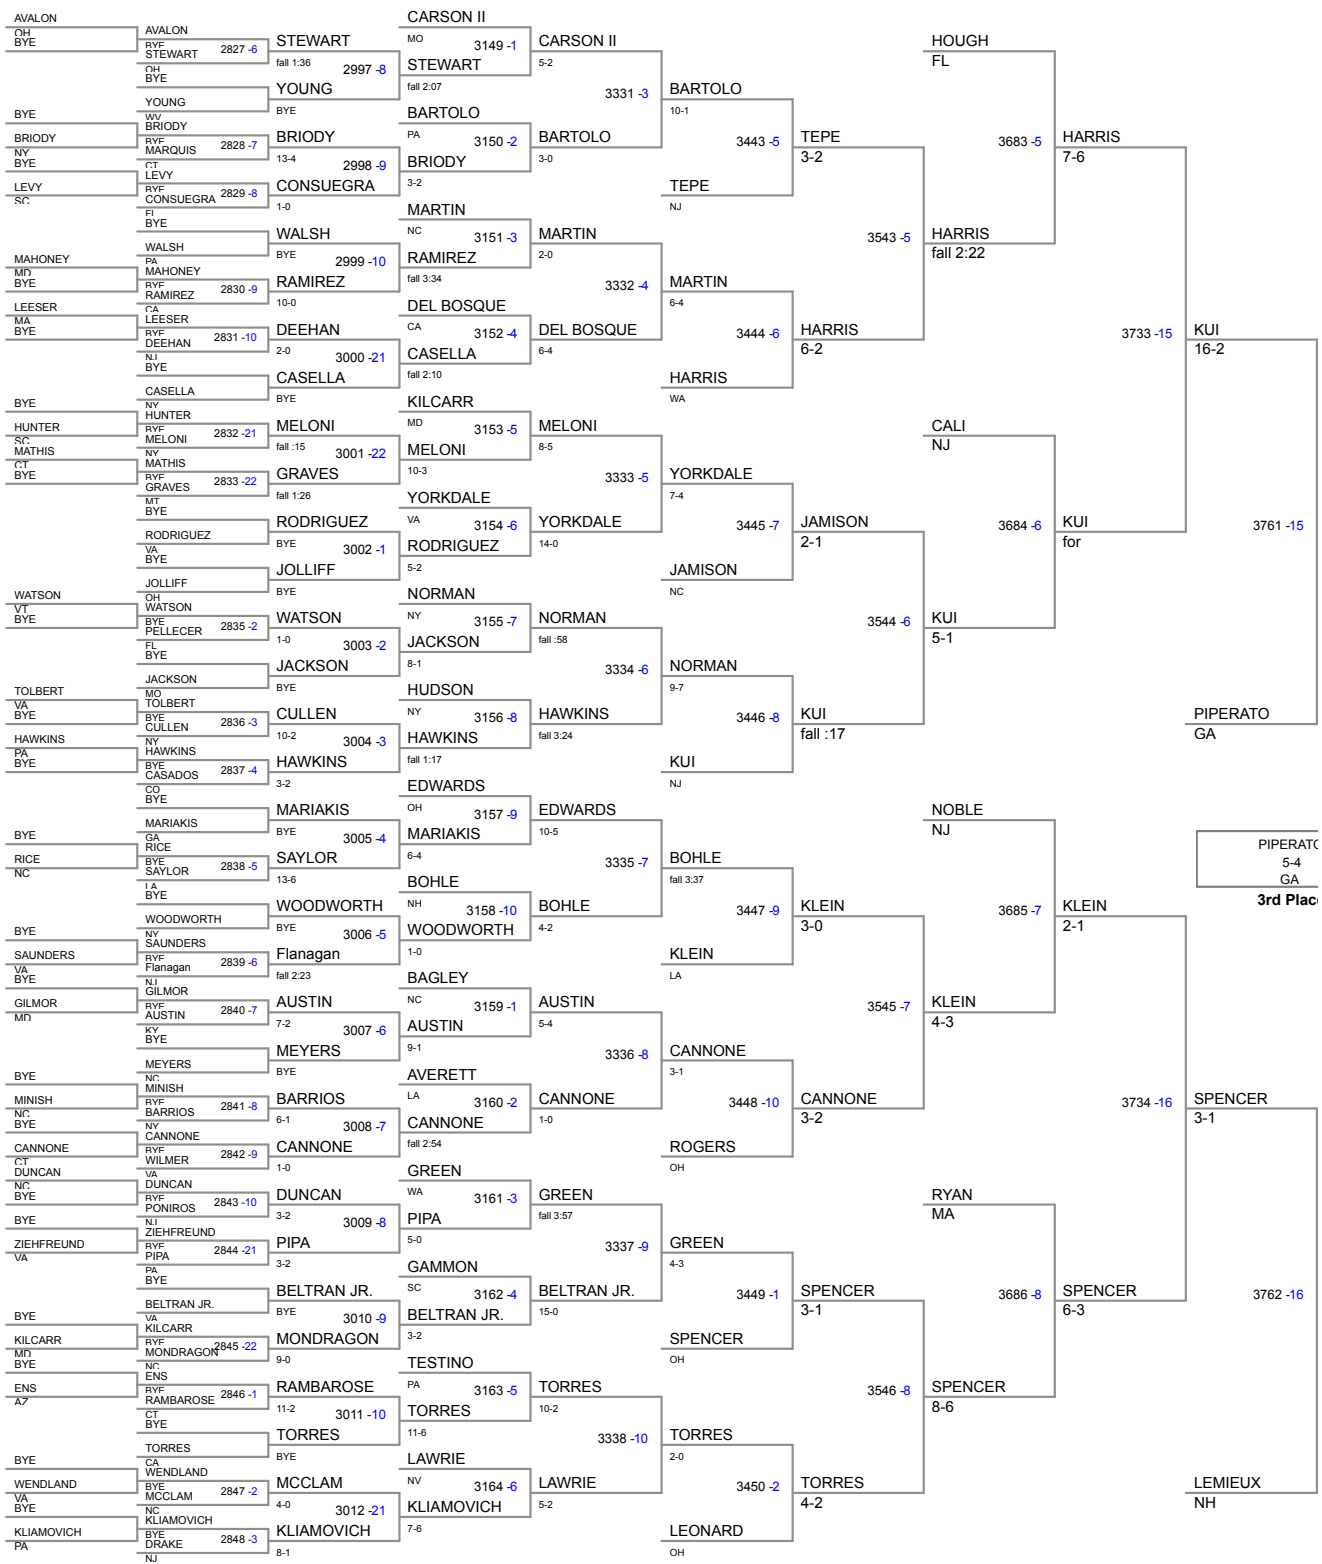 AVALON
OH
BYE
BYE
BRIODY
NY
BYE
LEVY
SC
MAHONEY
MD
BYE
LEESER
MA
BYE
BYE
HUNTER
SC
MATHIS
CT
BYE
WATSON
VT
BYE
TOLBERT
VA
BYE
HAWKINS
PA
BYE
BYE
RICE
NC
BYE
SAUNDERS
VA
BYE
GILMOR
MD
BYE
MINISH
NC
BYE
CANNONE
CT
DUNCAN
NC
BYE
BYE
ZIEHFREUND
VA
BYE
KILCARR
MD
BYE
ENS
AZ
BYE
WENDLAND
VA
BYE
KLIAMOVICH
PA
AVALON
BYE
2827 -6
STEWART
OH
BYE
YOUNG
WV
BRIODY
BYE
2828 -7
MARQUIS
CT
LEVY
BYE
2829 -8
CONSUEGRA
FL
BYE
WALSH
PA
MAHONEY
BYE
2830 -9
RAMIREZ
CA
LEESER
BYE
2831 -10
DEEHAN
NJ
BYE
CASELLA
NY
HUNTER
BYE
2832 -21
MELONI
NY
MATHIS
BYE
2833 -22
GRAVES
MT
BYE
RODRIGUEZ
VA
BYE
JOLLIFF
OH
WATSON
BYE
2835 -2
PELLECER
FL
BYE
JACKSON
MO
TOLBERT
BYE
2836 -3
CULLEN
NY
HAWKINS
BYE
2837 -4
CASADOS
CO
BYE
MARIAKIS
GA
RICE
BYE
2838 -5
SAYLOR
LA
BYE
WOODWORTH
NY
SAUNDERS
BYE
2839 -6
Flanagan
NJ
GILMOR
BYE
2840 -7
AUSTIN
KY
BYE
MEYERS
NC
MINISH
BYE
2841 -8
BARRIOS
NY
CANNONE
BYE
2842 -9
WILMER
VA
DUNCAN
BYE
2843 -10
PONIROS
NJ
ZIEHFREUND
BYE
2844 -21
PIPA
PA
BYE
BELTRAN JR.
VA
KILCARR
BYE
2845 -22
MONDRAGON
NC
ENS
BYE
2846 -1
RAMBAROSE
CT
BYE
TORRES
CA
WENDLAND
BYE
2847 -2
MCCLAM
NC
KLIAMOVICH
BYE
2848 -3
DRAKE
NJ
STEWART
fall 1:36
2997 -8
YOUNG
BYE
BRIODY
13-4
2998 -9
CONSUEGRA
1-0
WALSH
BYE
2999 -10
RAMIREZ
10-0
DEEHAN
2-0
3000 -21
CASELLA
BYE
MELONI
fall :15
3001 -22
GRAVES
fall 1:26
RODRIGUEZ
BYE
3002 -1
JOLLIFF
BYE
WATSON
1-0
3003 -2
JACKSON
BYE
CULLEN
10-2
3004 -3
HAWKINS
3-2
MARIAKIS
BYE
3005 -4
SAYLOR
13-6
WOODWORTH
BYE
3006 -5
Flanagan
fall 2:23
AUSTIN
7-2
3007 -6
MEYERS
BYE
BARRIOS
6-1
3008 -7
CANNONE
1-0
DUNCAN
3-2
3009 -8
PIPA
3-2
BELTRAN JR.
BYE
3010 -9
MONDRAGON
9-0
RAMBAROSE
11-2
3011 -10
TORRES
BYE
MCCLAM
4-0
3012 -21
KLIAMOVICH
8-1
CARSON II
MO
3149 -1
STEWART
fall 2:07
BARTOLO
PA
3150 -2
BRIODY
3-2
MARTIN
NC
3151 -3
RAMIREZ
fall 3:34
DEL BOSQUE
CA
3152 -4
CASELLA
fall 2:10
KILCARR
MD
3153 -5
MELONI
10-3
YORKDALE
VA
3154 -6
RODRIGUEZ
5-2
NORMAN
NY
3155 -7
JACKSON
8-1
HUDSON
NY
3156 -8
HAWKINS
fall 1:17
EDWARDS
OH
3157 -9
MARIAKIS
6-4
BOHLE
NH
3158 -10
WOODWORTH
1-0
BAGLEY
NC
3159 -1
AUSTIN
9-1
AVERETT
LA
3160 -2
CANNONE
fall 2:54
GREEN
WA
3161 -3
PIPA
5-0
GAMMON
SC
3162 -4
BELTRAN JR.
3-2
TESTINO
PA
3163 -5
TORRES
11-6
LAWRIE
NV
3164 -6
KLIAMOVICH
7-6
CARSON II
5-2
3331 -3
BARTOLO
3-0
MARTIN
2-0
3332 -4
DEL BOSQUE
6-4
MELONI
8-5
3333 -5
YORKDALE
14-0
NORMAN
fall :58
3334 -6
HAWKINS
fall 3:24
EDWARDS
10-5
3335 -7
BOHLE
4-2
AUSTIN
5-4
3336 -8
CANNONE
1-0
GREEN
fall 3:57
3337 -9
BELTRAN JR.
15-0
TORRES
10-2
3338 -10
LAWRIE
5-2
BARTOLO
10-1
3443 -5
TEPE
NJ
MARTIN
6-4
3444 -6
HARRIS
WA
YORKDALE
7-4
3445 -7
JAMISON
NC
NORMAN
9-7
3446 -8
KUI
NJ
BOHLE
fall 3:37
3447 -9
KLEIN
LA
CANNONE
3-1
3448 -10
ROGERS
OH
GREEN
4-3
3449 -1
SPENCER
OH
TORRES
2-0
3450 -2
LEONARD
OH
TEPE
3-2
3543 -5
HARRIS
6-2
JAMISON
2-1
3544 -6
KUI
fall :17
KLEIN
3-0
3545 -7
CANNONE
3-2
SPENCER
3-1
3546 -8
TORRES
4-2
HOUGH
FL
3683 -5
HARRIS
fall 2:22
CALI
NJ
3684 -6
KUI
5-1
NOBLE
NJ
3685 -7
KLEIN
4-3
RYAN
MA
3686 -8
SPENCER
8-6
HARRIS
7-6
3733 -15
KUI
for
KLEIN
2-1
3734 -16
SPENCER
6-3
KUI
16-2
3761 -15
PIPERATO
GA
SPENCER
3-1
3762 -16
LEMIEUX
NH
PIPERATO
5-4
GA
3rd Place